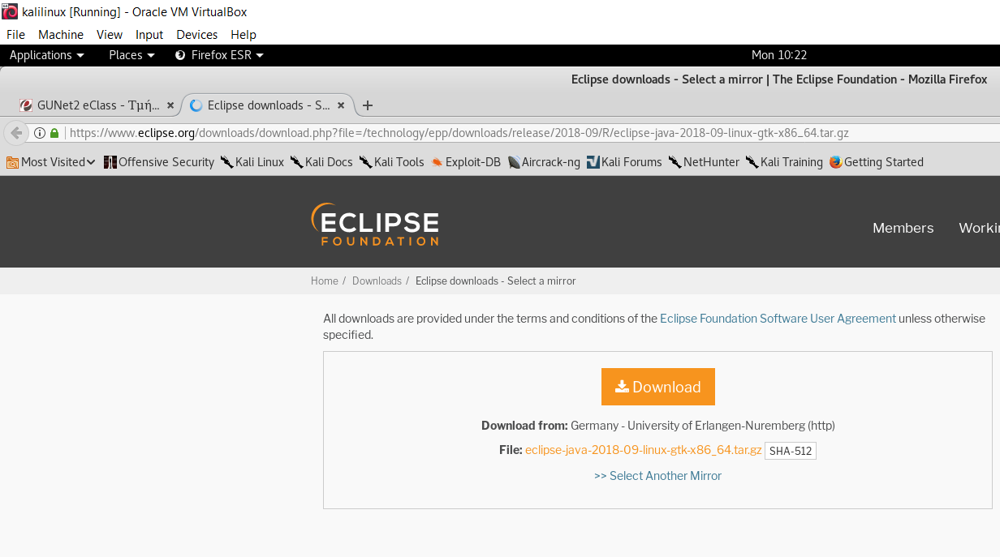 kalilinux [Running] - Oracle VM VirtualBox
File Machine View Input Devices Help
Applications Places Firefox ESR Mon 10:22
Eclipse downloads - Select a mirror | The Eclipse Foundation - Mozilla Firefox
GUNet2 eClass - Τμή... Eclipse downloads - S...
https://www.eclipse.org/downloads/download.php?file=/technology/epp/downloads/release/2018-09/R/eclipse-java-2018-09-linux-gtk-x86_64.tar.gz
Most Visited Offensive Security Kali Linux Kali Docs Kali Tools Exploit-DB Aircrack-ng Kali Forums NetHunter Kali Training Getting Started
ECLIPSE
FOUNDATION
Members Workin
Home / Downloads / Eclipse downloads - Select a mirror
All downloads are provided under the terms and conditions of the Eclipse Foundation Software User Agreement unless otherwise
specified.
Download
Download from: Germany - University of Erlangen-Nuremberg (http)
File: eclipse-java-2018-09-linux-gtk-x86_64.tar.gz SHA-512
>> Select Another Mirror